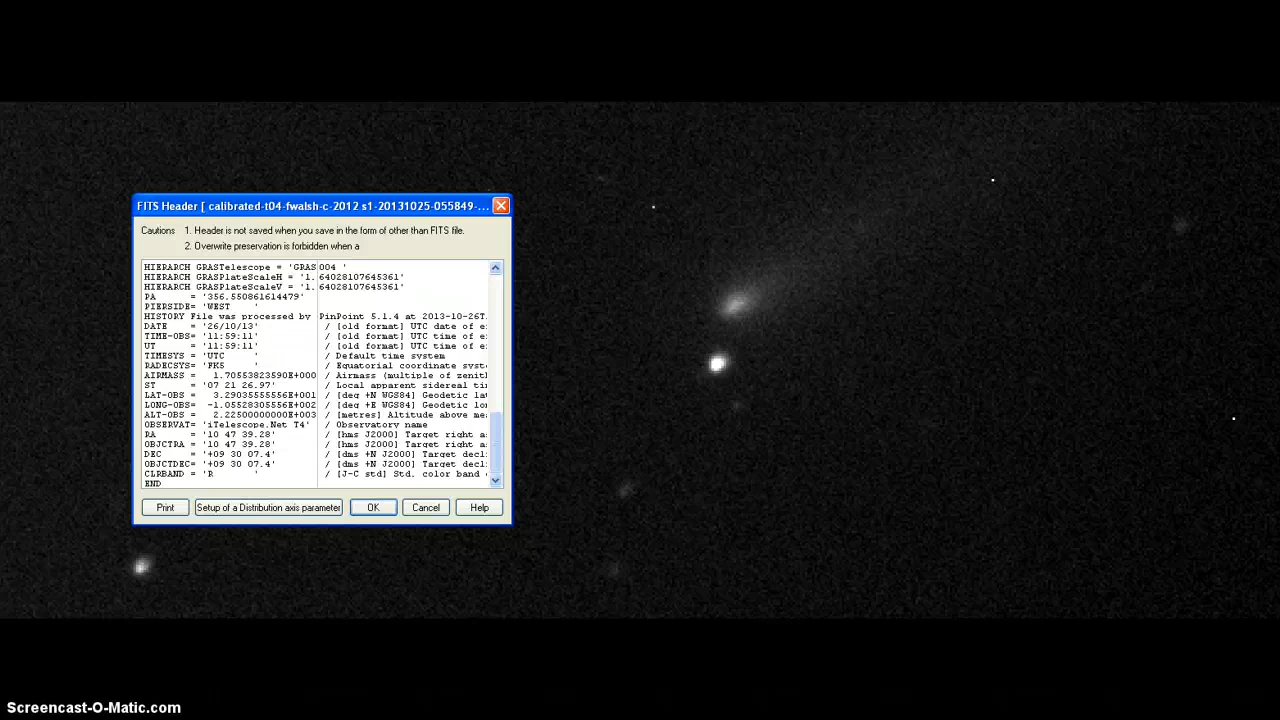 FITS Header [ calibrated-t04-fwalsh-c-2012 s1-20131025-055849-...
Cautions 1. Header is not saved when you save in the form of other than FITS file.
2. Overwrite preservation is forbidden when a
HIERARCH GRASTelescope = 'GRAS004 '
HIERARCH GRASPlateScaleH = '1.64028107645361'
HIERARCH GRASPlateScaleV = '1.64028107645361'
PA = '356.550861614479'
PIERSIDE= 'WEST '
HISTORY File was processed by PinPoint 5.1.4 at 2013-10-26T.
DATE = '26/10/13' / [old format] UTC date of e
TIME-OBS= '11:59:11' / [old format] UTC time of e
UT = '11:59:11' / [old format] UTC time of e
TIMESYS = 'UTC ' / Default time system
RADECSYS= 'FK5 ' / Equatorial coordinate syst
AIRMASS = 1.70553823590E+000 / Airmass (multiple of zenit
ST = '07 21 26.97' / Local apparent sidereal ti
LAT-OBS = 3.29035555556E+001 / [deg +N WGS84] Geodetic la
LONG-OBS= -1.05528305556E+002 / [deg +E WGS84] Geodetic lo
ALT-OBS = 2.22500000000E+003 / [metres] Altitude above me
OBSERVAT= 'iTelescope.Net T4' / Observatory name
RA = '10 47 39.28' / [hms J2000] Target right a
OBJCTRA = '10 47 39.28' / [hms J2000] Target right a
DEC = '+09 30 07.4' / [dms +N J2000] Target decl
OBJCTDEC= '+09 30 07.4' / [dms +N J2000] Target decl
CLRBAND = 'R ' / [J-C std] Std. color band
END
Print Setup of a Distribution axis parameter OK Cancel Help
Screencast-O-Matic.com